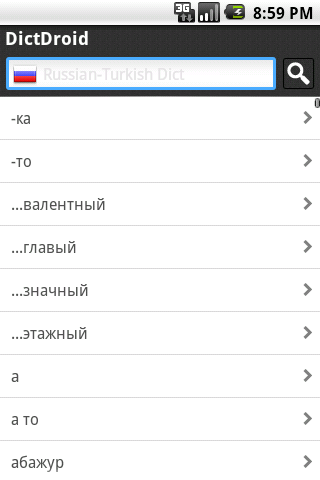 3G
8:59 PM
DictDroid
Russian-Turkish Dict
-ка
-то
...валентный
...главый
...значный
...этажный
а
а то
абажур